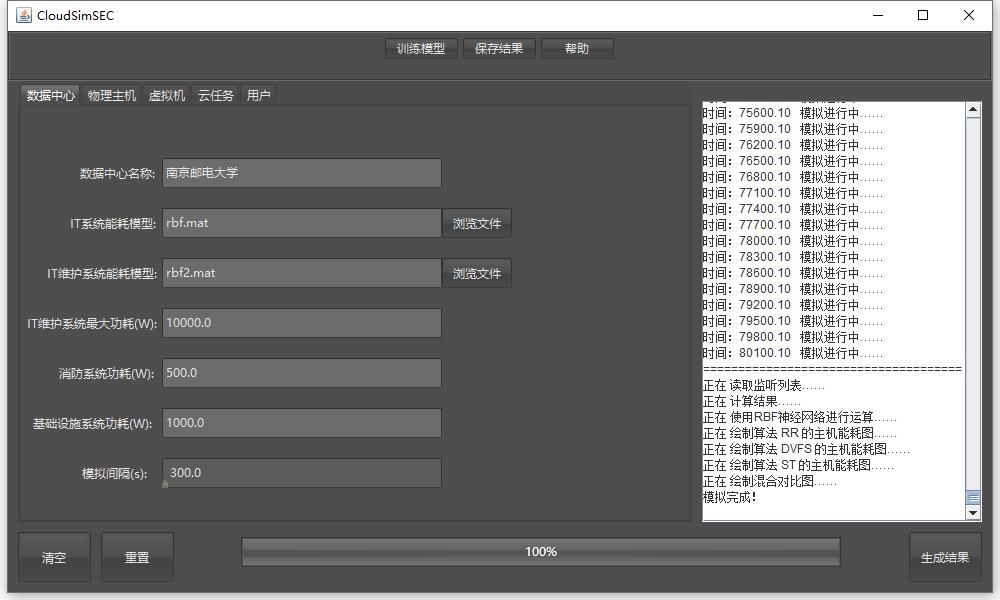 CloudSimSEC
训练模型 保存结果 帮助
数据中心 物理主机 虚拟机 云任务 用户
数据中心名称: 南京邮电大学
IT系统能耗模型: rbf.mat 浏览文件
IT维护系统能耗模型: rbf2.mat 浏览文件
IT维护系统最大功耗(W): 10000.0
消防系统功耗(W): 500.0
基础设施系统功耗(W): 1000.0
模拟间隔(s): 300.0
时间：75600.10 模拟进行中……
时间：75900.10 模拟进行中……
时间：76200.10 模拟进行中……
时间：76500.10 模拟进行中……
时间：76800.10 模拟进行中……
时间：77100.10 模拟进行中……
时间：77400.10 模拟进行中……
时间：77700.10 模拟进行中……
时间：78000.10 模拟进行中……
时间：78300.10 模拟进行中……
时间：78600.10 模拟进行中……
时间：78900.10 模拟进行中……
时间：79200.10 模拟进行中……
时间：79500.10 模拟进行中……
时间：79800.10 模拟进行中……
时间：80100.10 模拟进行中……
=====================================
正在 读取监听列表……
正在 计算结果……
正在 使用RBF神经网络进行运算……
正在 绘制算法 RR 的主机能耗图……
正在 绘制算法 DVFS 的主机能耗图……
正在 绘制算法 ST 的主机能耗图……
正在 绘制混合对比图……
模拟完成！
清空 重置 100% 生成结果